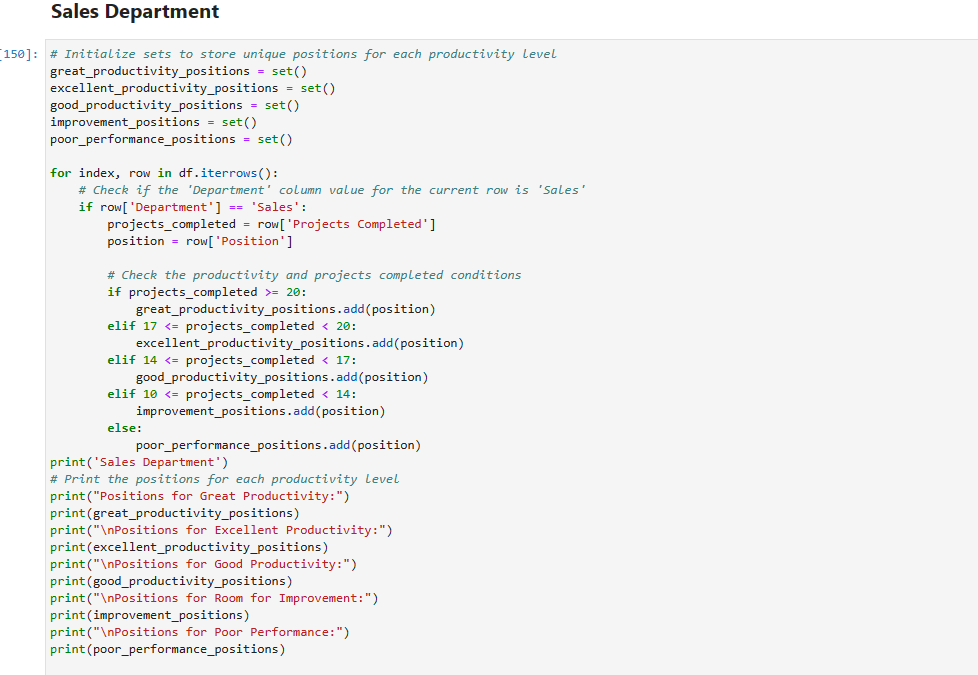 Sales Department
[150]: # Initialize sets to store unique positions for each productivity level
great_productivity_positions = set()
excellent_productivity_positions = set()
good_productivity_positions = set()
improvement_positions = set()
poor_performance_positions = set()
for index, row in df.iterrows():
    # Check if the 'Department' column value for the current row is 'Sales'
    if row['Department'] == 'Sales':
        projects_completed = row['Projects Completed']
        position = row['Position']
        # Check the productivity and projects completed conditions
        if projects_completed >= 20:
            great_productivity_positions.add(position)
        elif 17 <= projects_completed < 20:
            excellent_productivity_positions.add(position)
        elif 14 <= projects_completed < 17:
            good_productivity_positions.add(position)
        elif 10 <= projects_completed < 14:
            improvement_positions.add(position)
        else:
            poor_performance_positions.add(position)
print('Sales Department')
# Print the positions for each productivity level
print("Positions for Great Productivity:")
print(great_productivity_positions)
print("\nPositions for Excellent Productivity:")
print(excellent_productivity_positions)
print("\nPositions for Good Productivity:")
print(good_productivity_positions)
print("\nPositions for Room for Improvement:")
print(improvement_positions)
print("\nPositions for Poor Performance:")
print(poor_performance_positions)